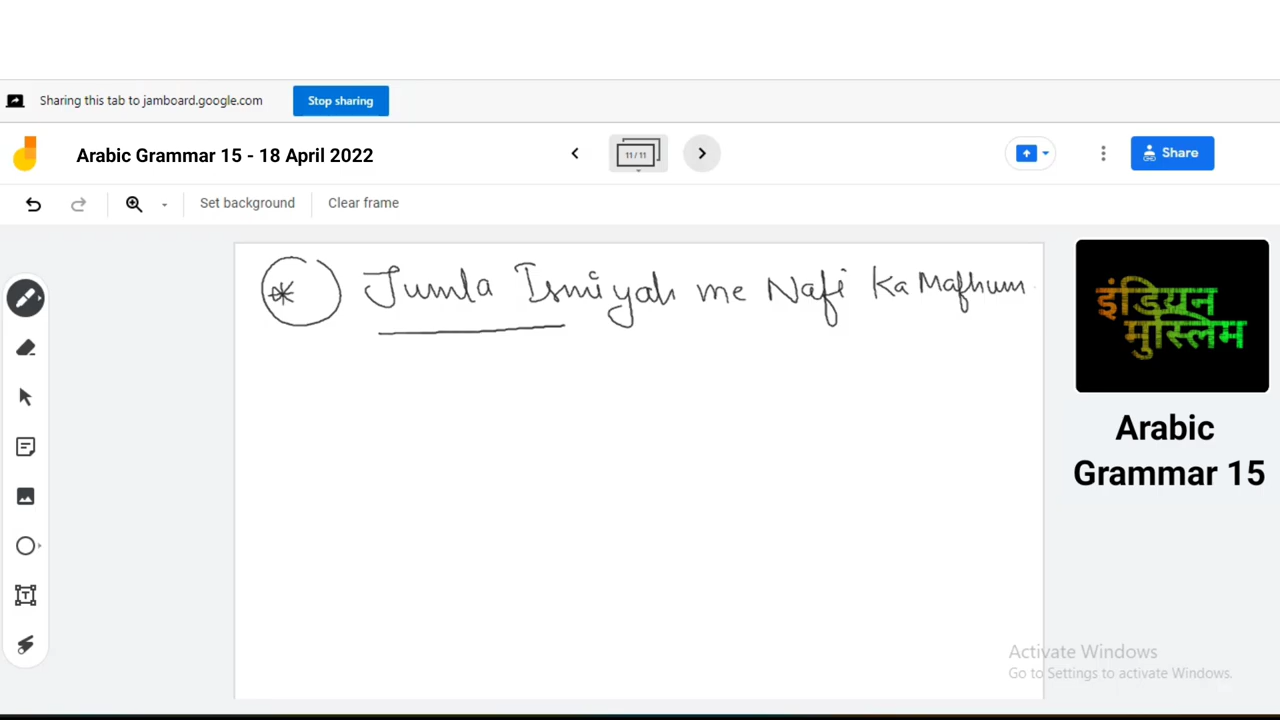 Sharing this tab to jamboard.google.com
Stop sharing
Arabic Grammar 15 - 18 April 2022
11 / 11
Share
Set background
Clear frame
* Jumla Ismiyah me Nafi Ka Mafhum
इंडियन
मुस्लिम
Arabic
Grammar 15
Activate Windows
Go to Settings to activate Windows.